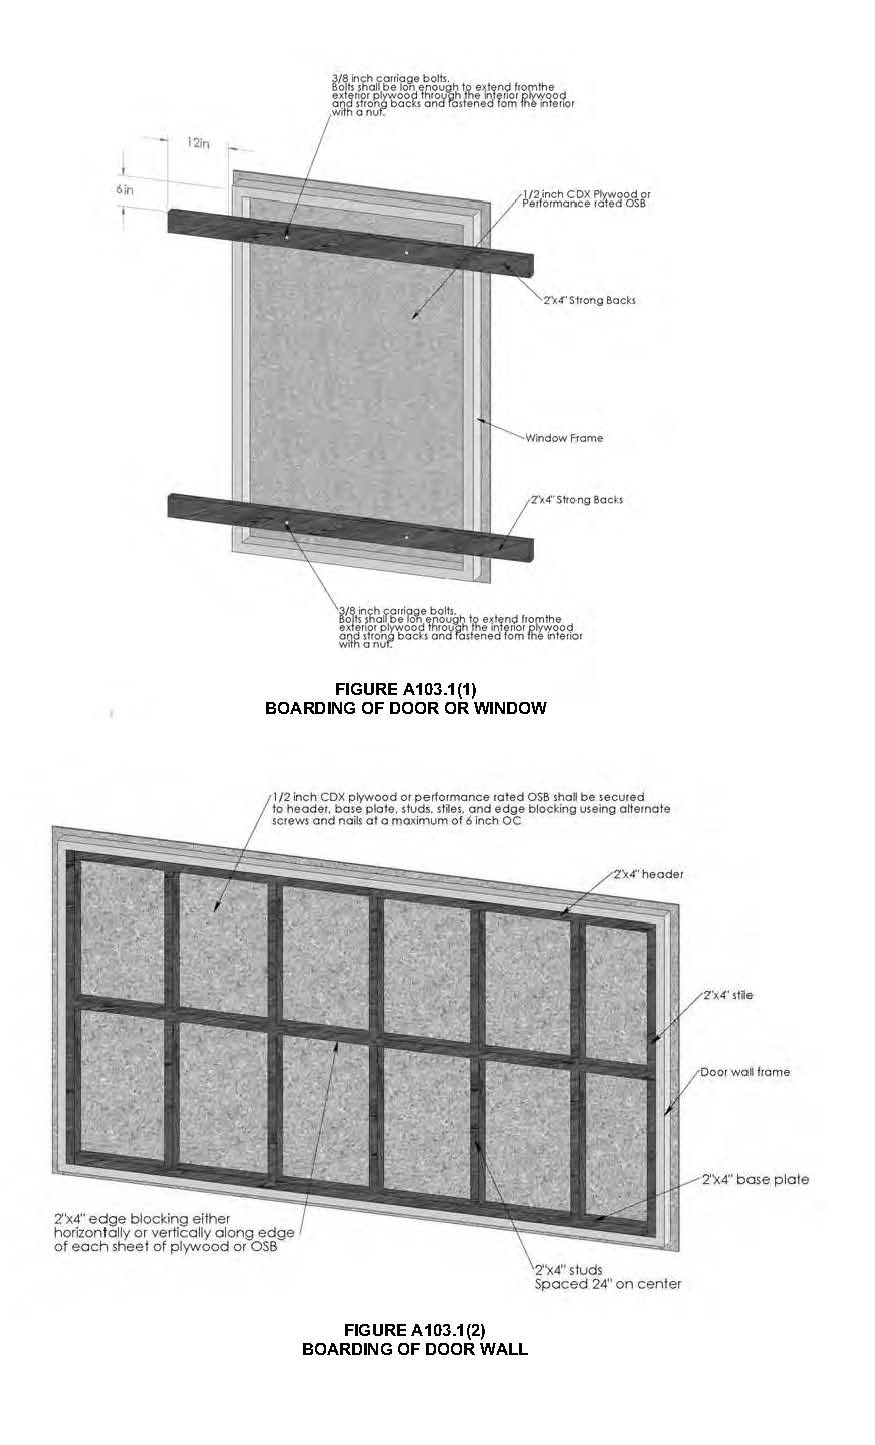 3/8 inch carriage bolts.
Bolts shall be lon enough to extend fromthe
exterior plywood through the interior plywood
and strong backs and fastened fom the interior
with a nut.
12in
6in
1/2 inch CDX Plywood or
Performance rated OSB
2"x4" Strong Backs
Window Frame
2"x4" Strong Backs
3/8 inch carriage bolts.
Bolts shall be lon enough to extend fromthe
exterior plywood through the interior plywood
and strong backs and fastened fom the interior
with a nut.
FIGURE A103.1(1)
BOARDING OF DOOR OR WINDOW
1/2 inch CDX plywood or performance rated OSB shall be secured
to header, base plate, studs, stiles, and edge blocking useing alternate
screws and nails at a maximum of 6 inch OC
2"x4" header
2"x4" stile
Door wall frame
2"x4" base plate
2"x4" edge blocking either
horizontally or vertically along edge
of each sheet of plywood or OSB
2"x4" studs
Spaced 24" on center
FIGURE A103.1(2)
BOARDING OF DOOR WALL